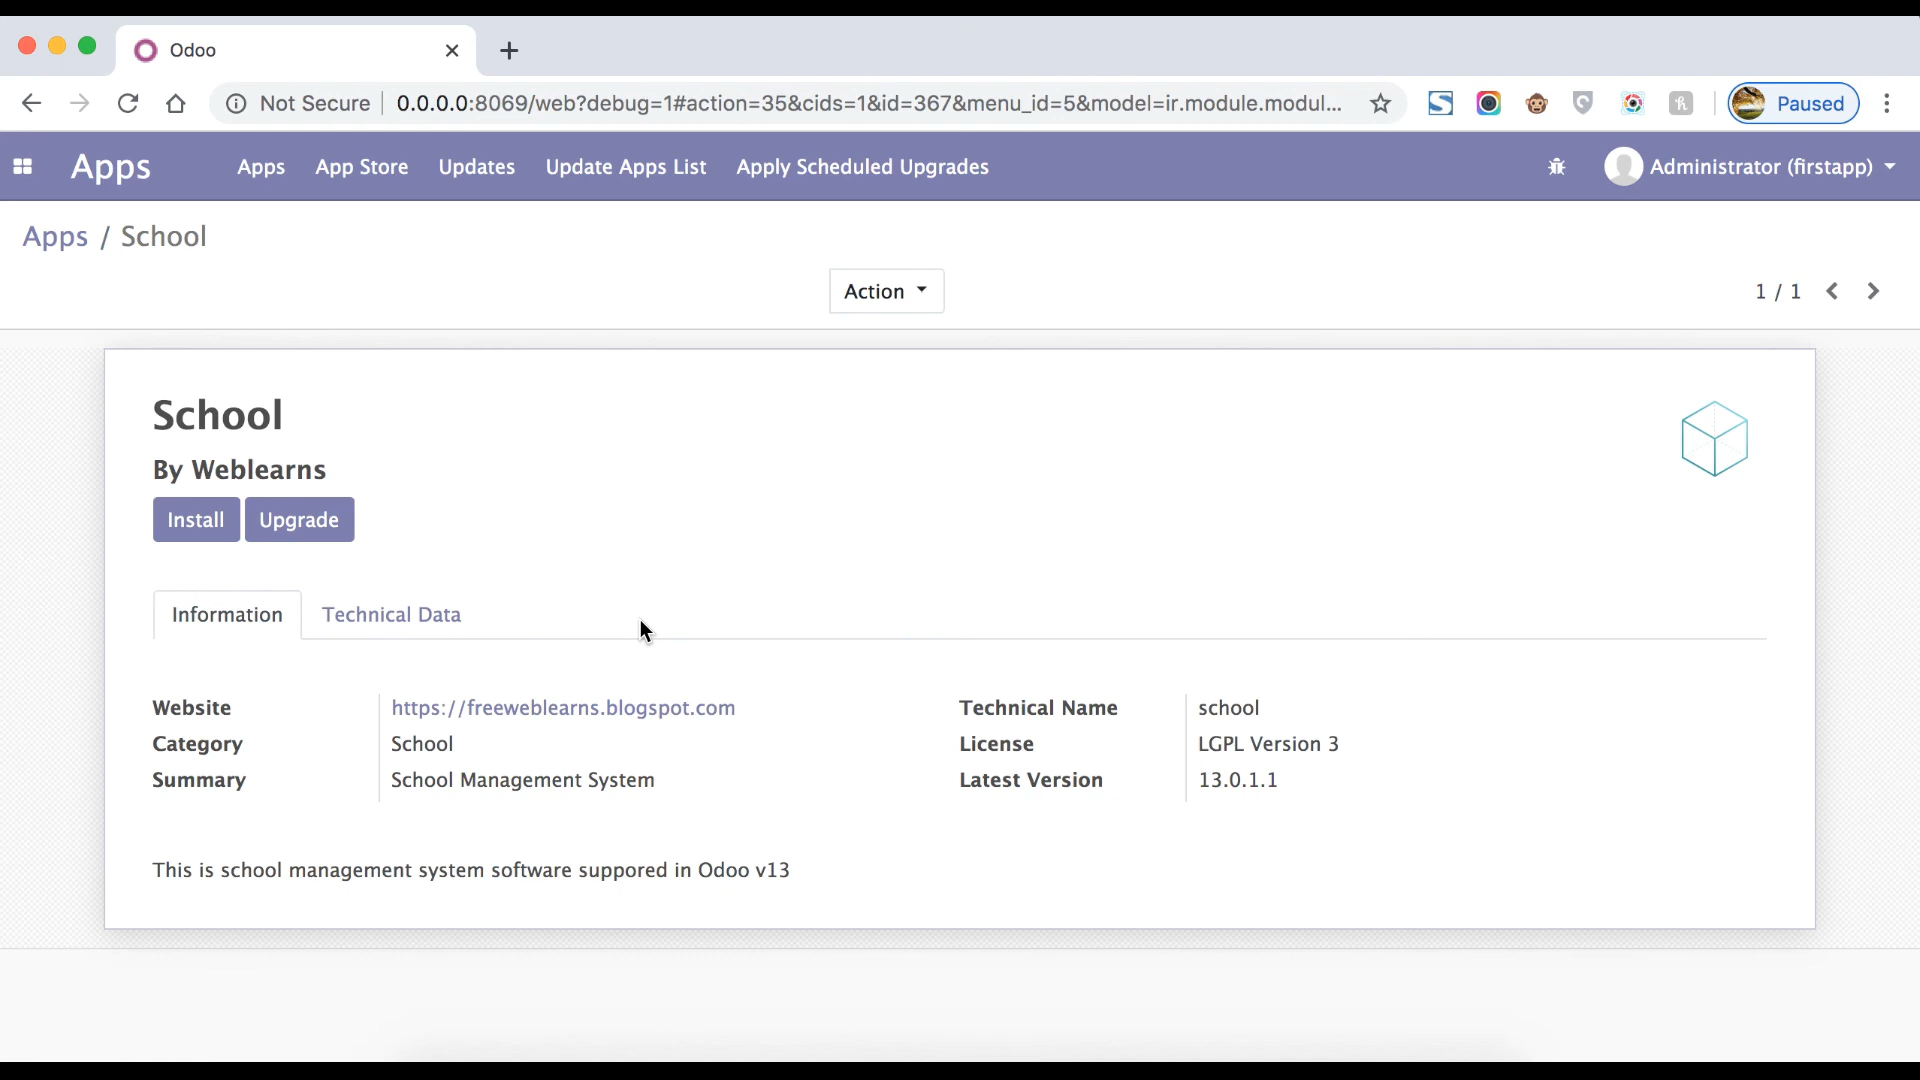 Odoo
Not Secure 0.0.0.0:8069/web?debug=1#action=35&cids=1&id=367&menu_id=5&model=ir.module.modul... Paused
Apps Apps App Store Updates Update Apps List Apply Scheduled Upgrades Administrator (firstapp)
Apps / School
Action 1 / 1
School
By Weblearns
Install Upgrade
Information Technical Data
Website https://freeweblearns.blogspot.com Technical Name school
Category School License LGPL Version 3
Summary School Management System Latest Version 13.0.1.1
This is school management system software suppored in Odoo v13